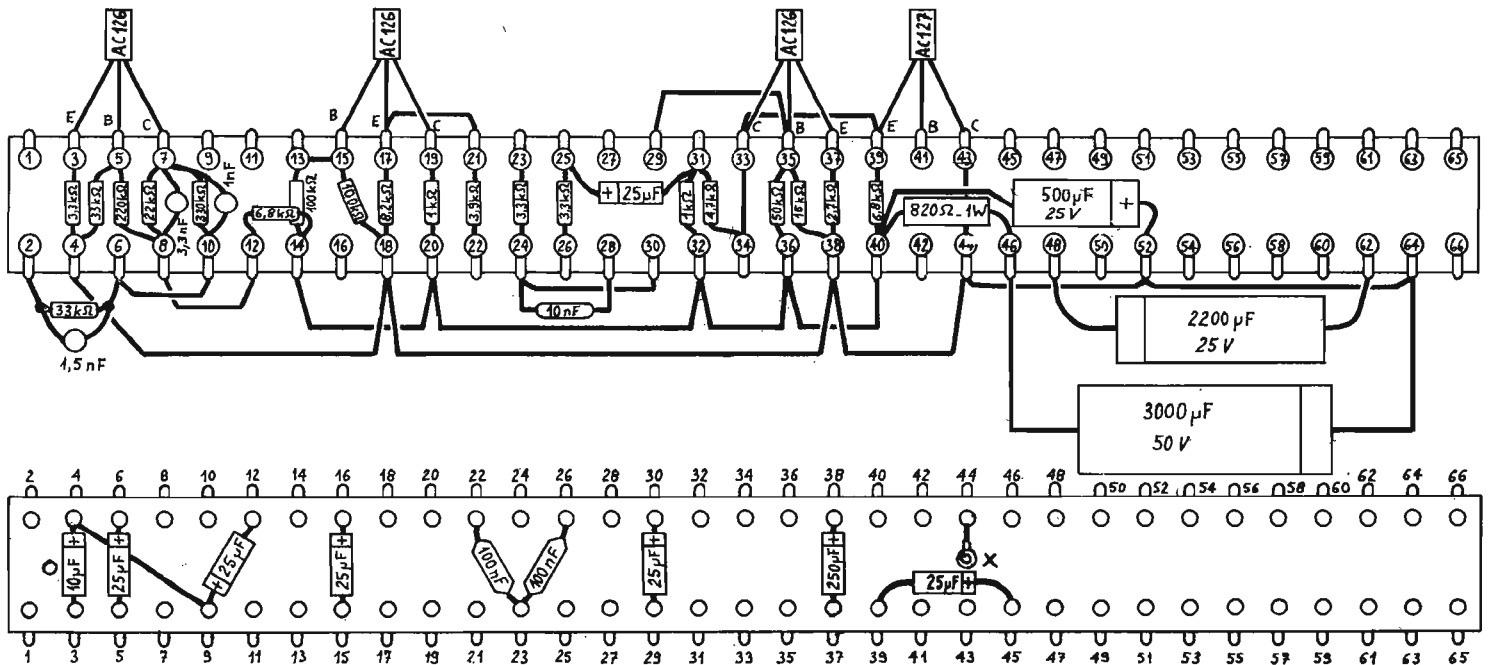 AC126 AC126 AC126 AC127
E B C B E C C B E E B C
1 3 5 7 9 11 13 15 17 19 21 23 25 27 29 31 33 35 37 39 41 43 45 47 49 51 53 55 57 59 61 63 65
3,3kΩ 33kΩ 220kΩ 22kΩ 3,3nF 330kΩ 1nF 6,8kΩ 100kΩ 8,2kΩ 1kΩ 3,9kΩ 3,3kΩ 3,3kΩ + 25µF 1kΩ 4,7kΩ 50kΩ 2,7kΩ 6,8kΩ 820Ω_1W 500µF +
25V
2 4 6 8 10 12 14 16 18 20 22 24 26 28 30 32 34 36 38 40 42 46 48 50 52 54 56 58 60 62 64 66
33kΩ 10nF
1,5nF
2200µF
25V
3000µF
50V
2 4 6 8 10 12 14 16 18 20 22 24 26 28 30 32 34 36 38 40 42 44 46 48 50 52 54 56 58 60 62 64 66
10µF + 25µF + + 25µF 25µF + 100nF 100nF 25µF + 250µF + 25µF + X
1 3 5 7 9 11 13 15 17 19 21 23 25 27 29 31 33 35 37 39 41 43 45 47 49 51 53 55 57 59 61 63 65